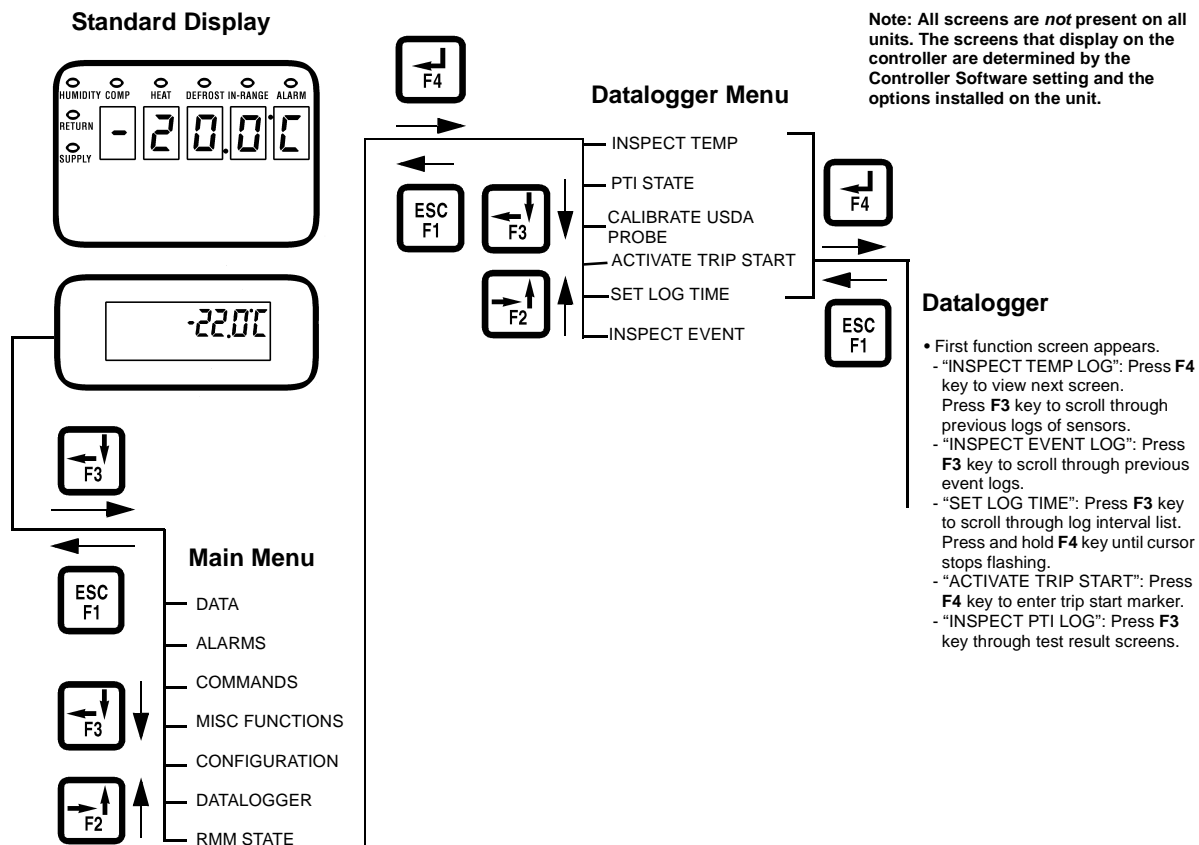 Standard Display
HUMIDITY COMP HEAT DEFROST IN-RANGE ALARM
RETURN
SUPPLY
-20.0°C
-22.0°C
F3
Main Menu
ESC
F1
DATA
ALARMS
COMMANDS
F3
MISC FUNCTIONS
CONFIGURATION
F2
DATALOGGER
RMM STATE
F4
Datalogger Menu
INSPECT TEMP
PTI STATE
CALIBRATE USDA
PROBE
ACTIVATE TRIP START
SET LOG TIME
INSPECT EVENT
ESC
F1
F3
F2
F4
ESC
F1
Note: All screens are not present on all
units. The screens that display on the
controller are determined by the
Controller Software setting and the
options installed on the unit.
Datalogger
• First function screen appears.
- “INSPECT TEMP LOG”: Press F4
key to view next screen.
Press F3 key to scroll through
previous logs of sensors.
- “INSPECT EVENT LOG”: Press
F3 key to scroll through previous
event logs.
- “SET LOG TIME”: Press F3 key
to scroll through log interval list.
Press and hold F4 key until cursor
stops flashing.
- “ACTIVATE TRIP START”: Press
F4 key to enter trip start marker.
- “INSPECT PTI LOG”: Press F3
key through test result screens.